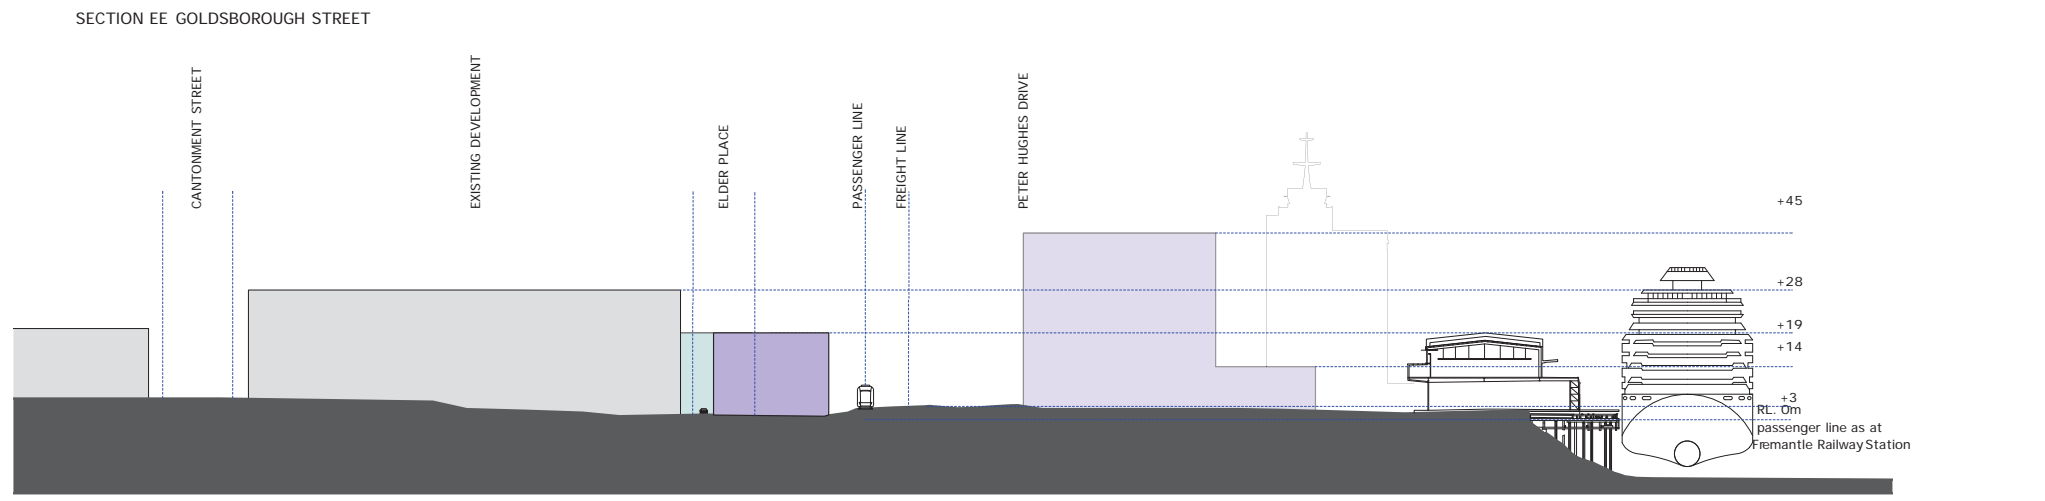 SECTION EE GOLDSBOROUGH STREET
CANTONMENT STREET
EXISTING DEVELOPMENT
ELDER PLACE
PASSENGER LINE
FREIGHT LINE
PETER HUGHES DRIVE
+45
+28
+19
+14
+3
RL. 0m
passenger line as at
Fremantle Railway Station